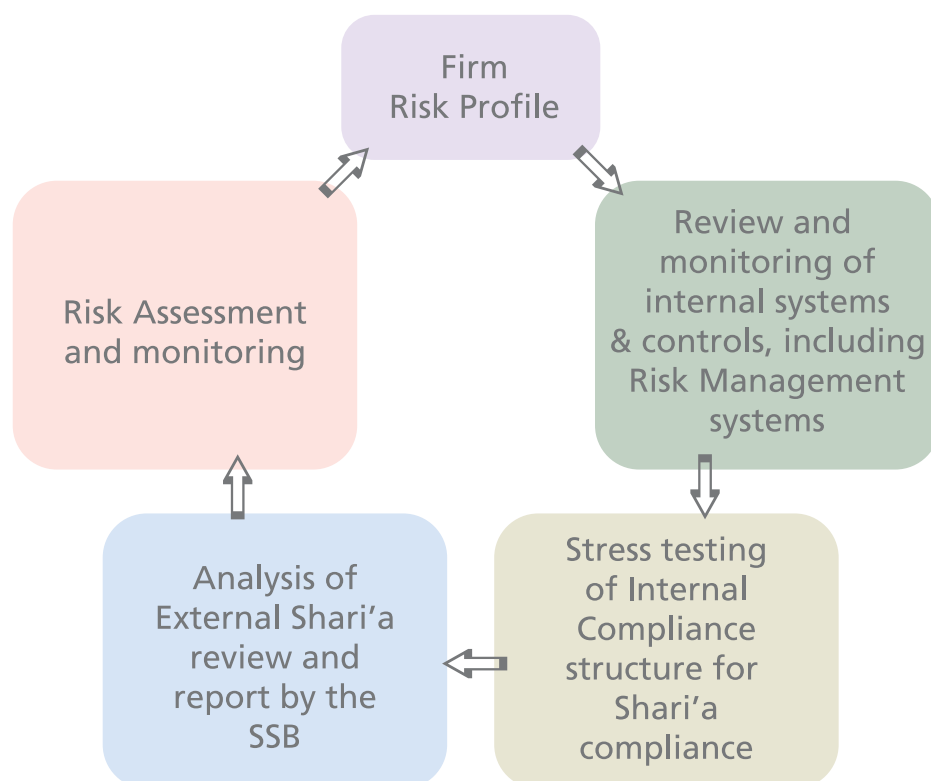 Firm
Risk Profile
Review and
monitoring of
internal systems
& controls, including
Risk Management
systems
Stress testing
of Internal
Compliance
structure for
Shari’a
compliance
Analysis of
External Shari’a
review and
report by the
SSB
Risk Assessment
and monitoring